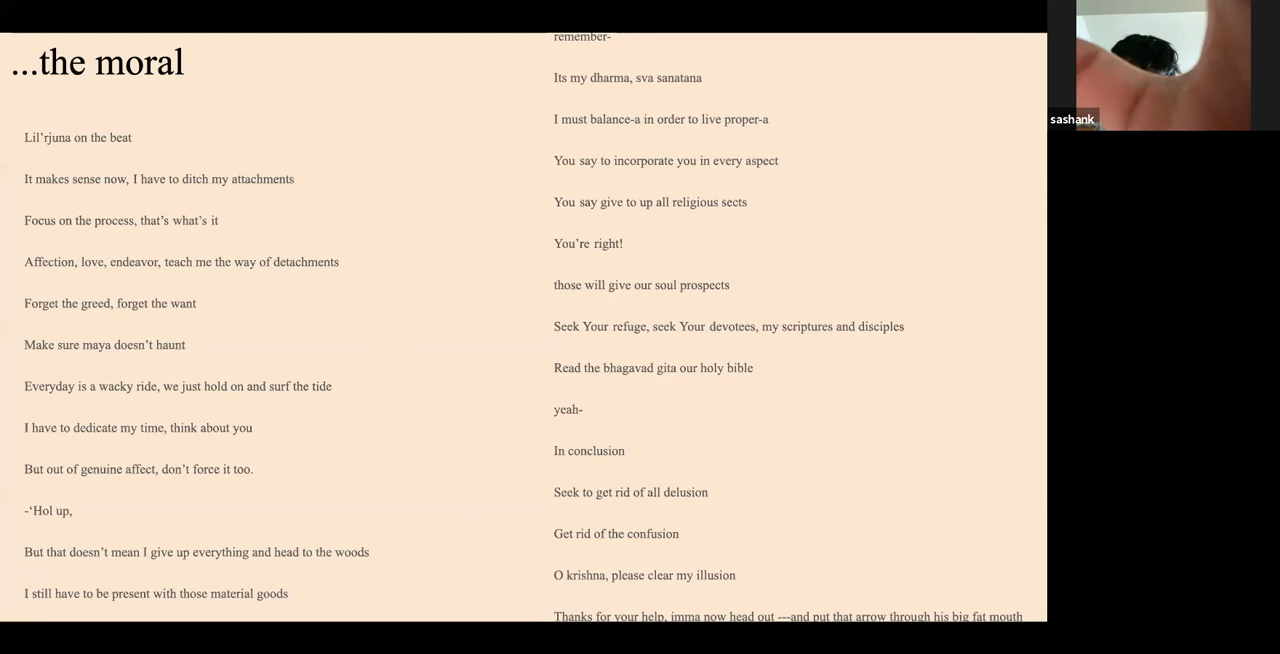 ...the moral
Lil’rjuna on the beat
It makes sense now, I have to ditch my attachments
Focus on the process, that’s what’s it
Affection, love, endeavor, teach me the way of detachments
Forget the greed, forget the want
Make sure maya doesn’t haunt
Everyday is a wacky ride, we just hold on and surf the tide
I have to dedicate my time, think about you
But out of genuine affect, don’t force it too.
-‘Hol up,
But that doesn’t mean I give up everything and head to the woods
I still have to be present with those material goods
remember-
Its my dharma, sva sanatana
I must balance-a in order to live proper-a
You say to incorporate you in every aspect
You say give to up all religious sects
You’re right!
those will give our soul prospects
Seek Your refuge, seek Your devotees, my scriptures and disciples
Read the bhagavad gita our holy bible
yeah-
In conclusion
Seek to get rid of all delusion
Get rid of the confusion
O krishna, please clear my illusion
Thanks for your help, imma now head out ---and put that arrow through his big fat mouth
sashank